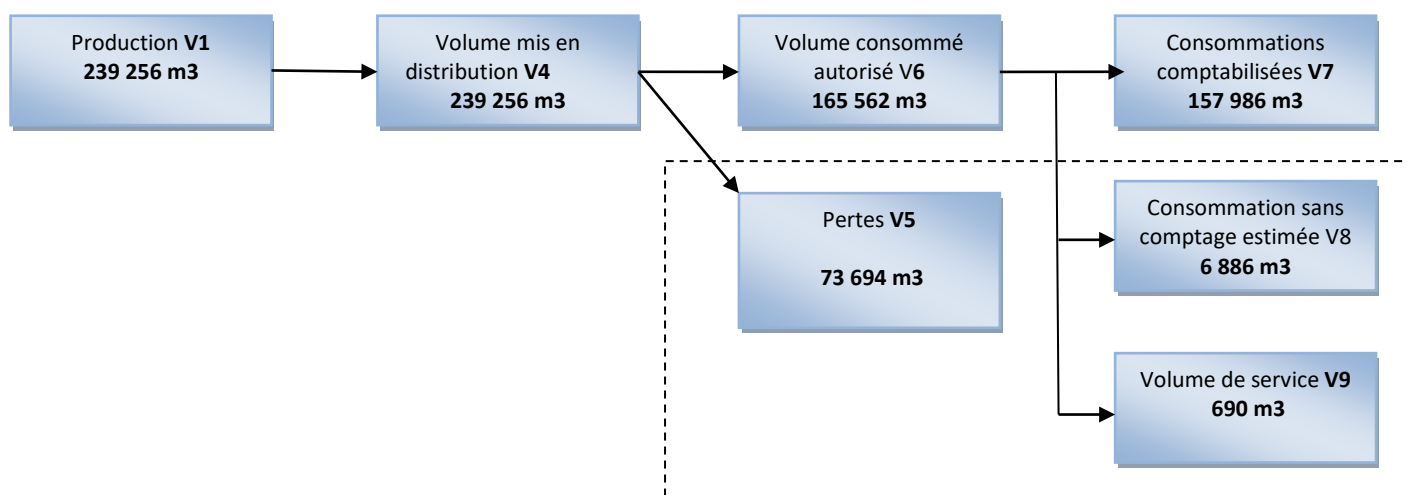 Production V1
239 256 m3
Volume mis en
distribution V4
239 256 m3
Volume consommé
autorisé V6
165 562 m3
Consommations
comptabilisées V7
157 986 m3
Pertes V5
73 694 m3
Consommation sans
comptage estimée V8
6 886 m3
Volume de service V9
690 m3